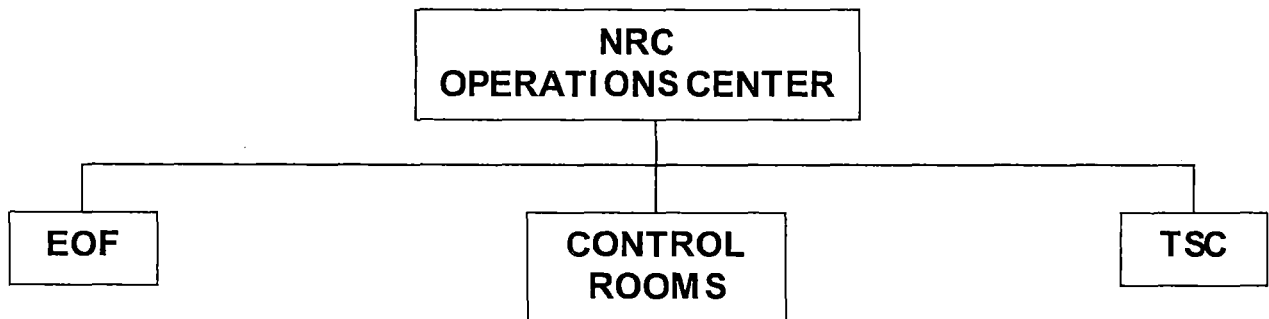 NRC
OPERATIONS CENTER
EOF
CONTROL
ROOMS
TSC